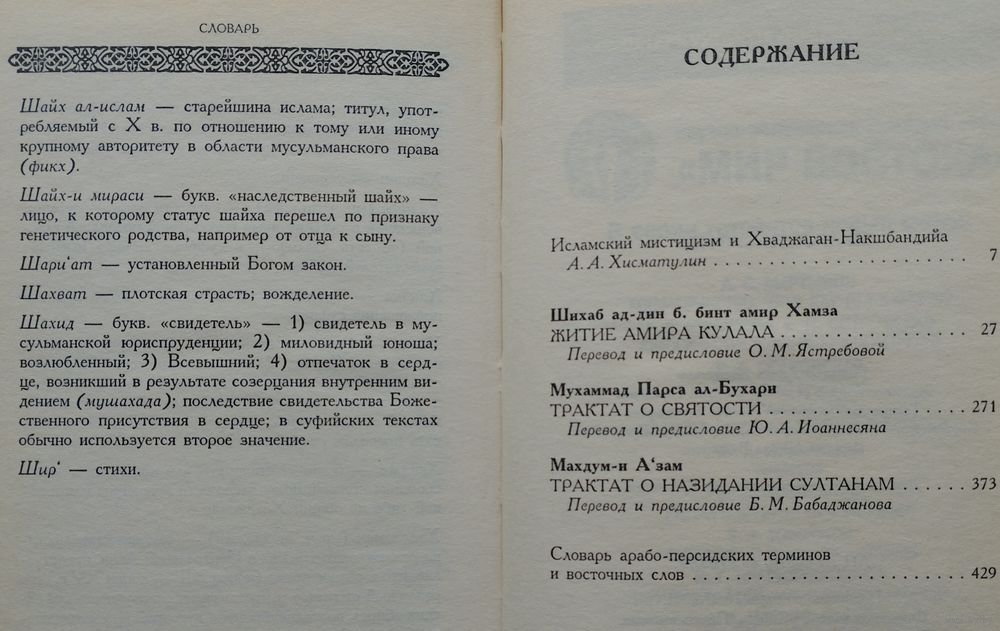 СЛОВАРЬ
Шайх ал-ислам — старейшина ислама; титул, упот-
ребляемый с X в. по отношению к тому или иному
крупному авторитету в области мусульманского права
(фикх).
Шайх-и мираси — букв. «наследственный шайх» —
лицо, к которому статус шайха перешел по признаку
генетического родства, например от отца к сыну.
Шари‘ат — установленный Богом закон.
Шахват — плотская страсть; вожделение.
Шахид — букв. «свидетель» — 1) свидетель в му-
сульманской юриспруденции; 2) миловидный юноша;
возлюбленный; 3) Всевышний; 4) отпечаток в серд-
це, возникший в результате созерцания внутренним ви-
дением (мушахада); последствие свидетельства Боже-
ственного присутствия в сердце; в суфийских текстах
обычно используется второе значение.
Шир‘ — стихи.
СОДЕРЖАНИЕ
Исламский мистицизм и Хваджаган-Накшбандийа
А. А. Хисматулин . . . . . . . . . . . . . . . . . . . . 7
Шихаб ад-дин б. бинт амир Хамза
ЖИТИЕ АМИРА КУЛАЛА . . . . . . . . . . . . . . . 27
Перевод и предисловие О. М. Ястребовой
Мухаммад Парса ал-Бухари
ТРАКТАТ О СВЯТОСТИ . . . . . . . . . . . . . . . 271
Перевод и предисловие Ю. А. Иоаннесяна
Махдум-и А‘зам
ТРАКТАТ О НАЗИДАНИИ СУЛТАНАМ . . . . . . 373
Перевод и предисловие Б. М. Бабаджанова
Словарь арабо-персидских терминов
и восточных слов . . . . . . . . . . . . . . . . . . . . 429